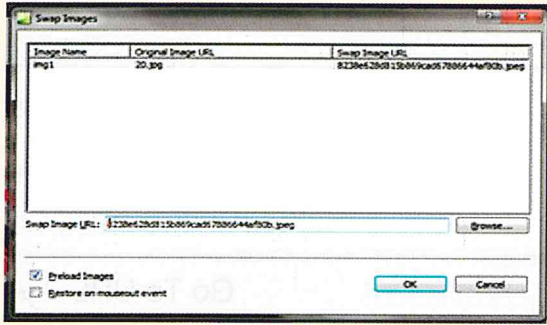 Swap Images
Image Name Original Image URL Swap Image URL
img1 20.jpg 8238e628d815b869cad67886644af80b.jpeg
Swap Image URL: 8238e628d815b869cad67886644af80b.jpeg Browse...
Preload Images
Restore on mouseout event
OK Cancel